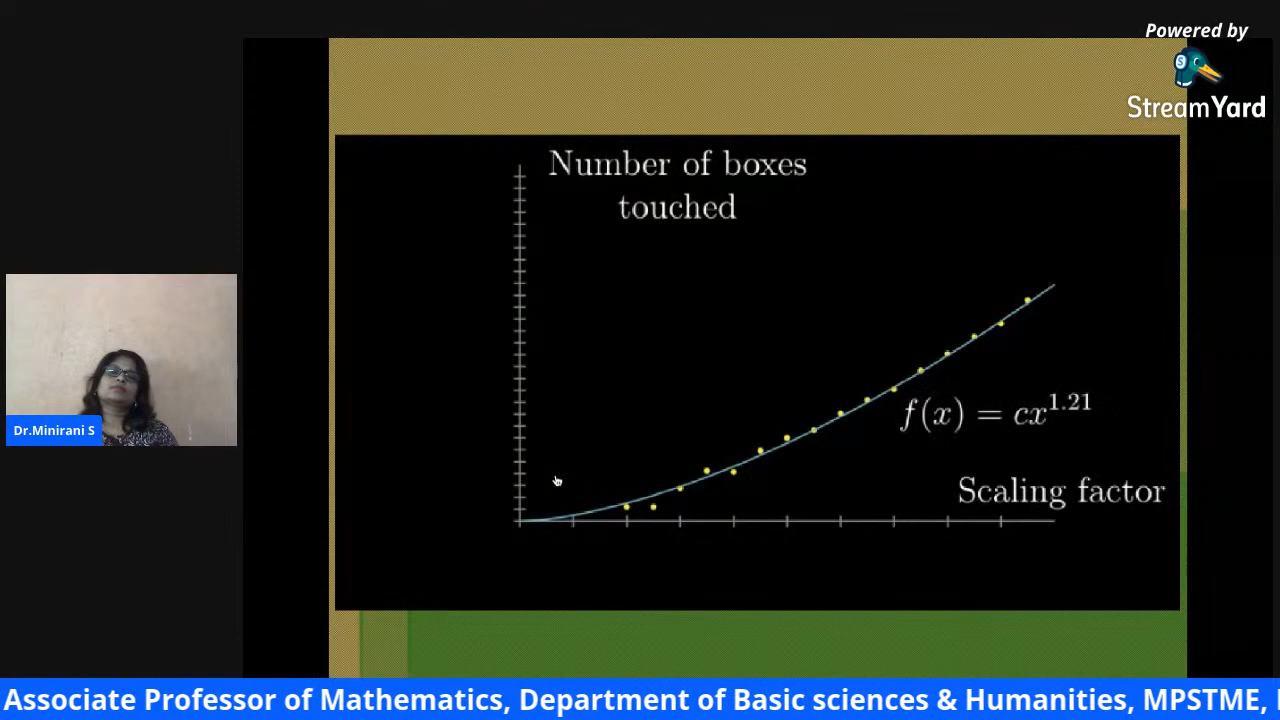 Powered by
StreamYard
Number of boxes
touched
f(x) = cx^1.21
Scaling factor
Dr.Minirani S
Associate Professor of Mathematics, Department of Basic sciences & Humanities, MPSTME,